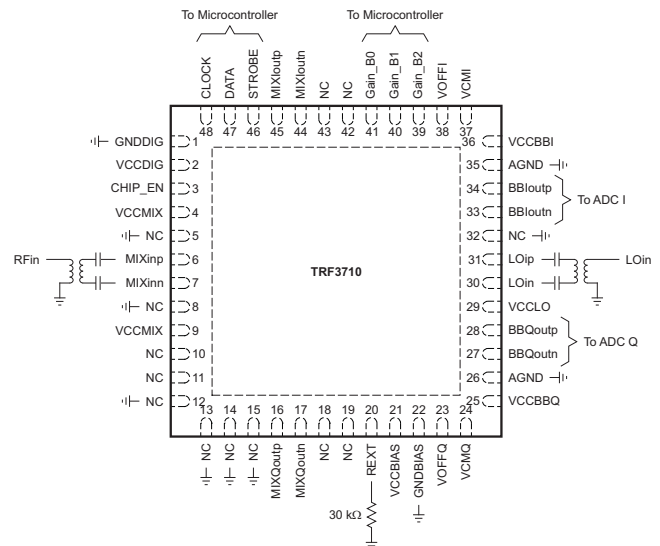 To Microcontroller
To Microcontroller
CLOCK
DATA
STROBE
MIXIoutp
MIXIoutn
NC
NC
Gain_B0
Gain_B1
Gain_B2
VOFFI
VCMI
48 47 46 45 44 43 42 41 40 39 38 37
GNDDIG 1
VCCDIG 2
CHIP_EN 3
VCCMIX 4
NC 5
RFin
MIXinp 6
MIXinn 7
NC 8
VCCMIX 9
NC 10
NC 11
NC 12
TRF3710
36 VCCBBI
35 AGND
34 BBIoutp
33 BBIoutn
To ADC I
32 NC
31 LOip
30 LOin
LOin
29 VCCLO
28 BBQoutp
27 BBQoutn
To ADC Q
26 AGND
25 VCCBBQ
13 14 15 16 17 18 19 20 21 22 23 24
NC
NC
NC
MIXQoutp
MIXQoutn
NC
NC
REXT
VCCBIAS
GNDBIAS
VOFFQ
VCMQ
30 kΩ